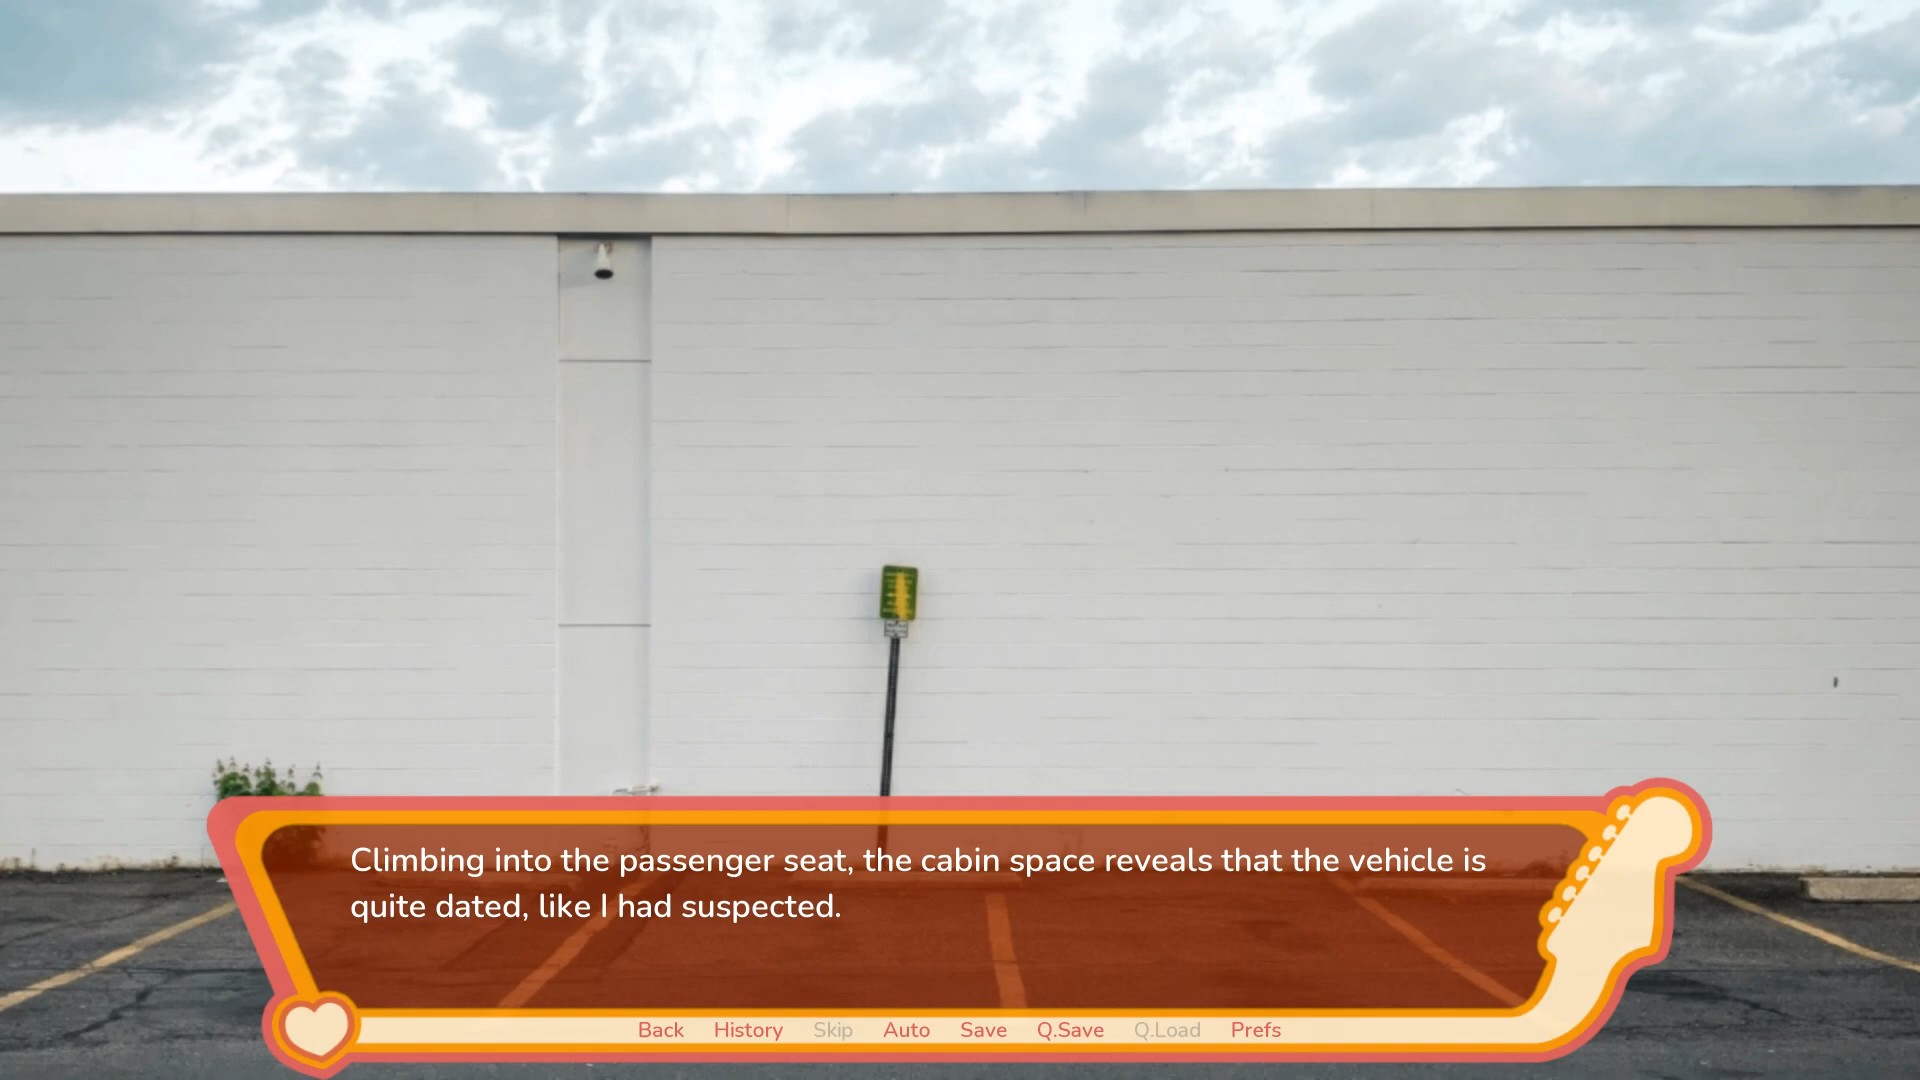 Climbing into the passenger seat, the cabin space reveals that the vehicle is
quite dated, like I had suspected.
Back History Skip Auto Save Q.Save Q.Load Prefs